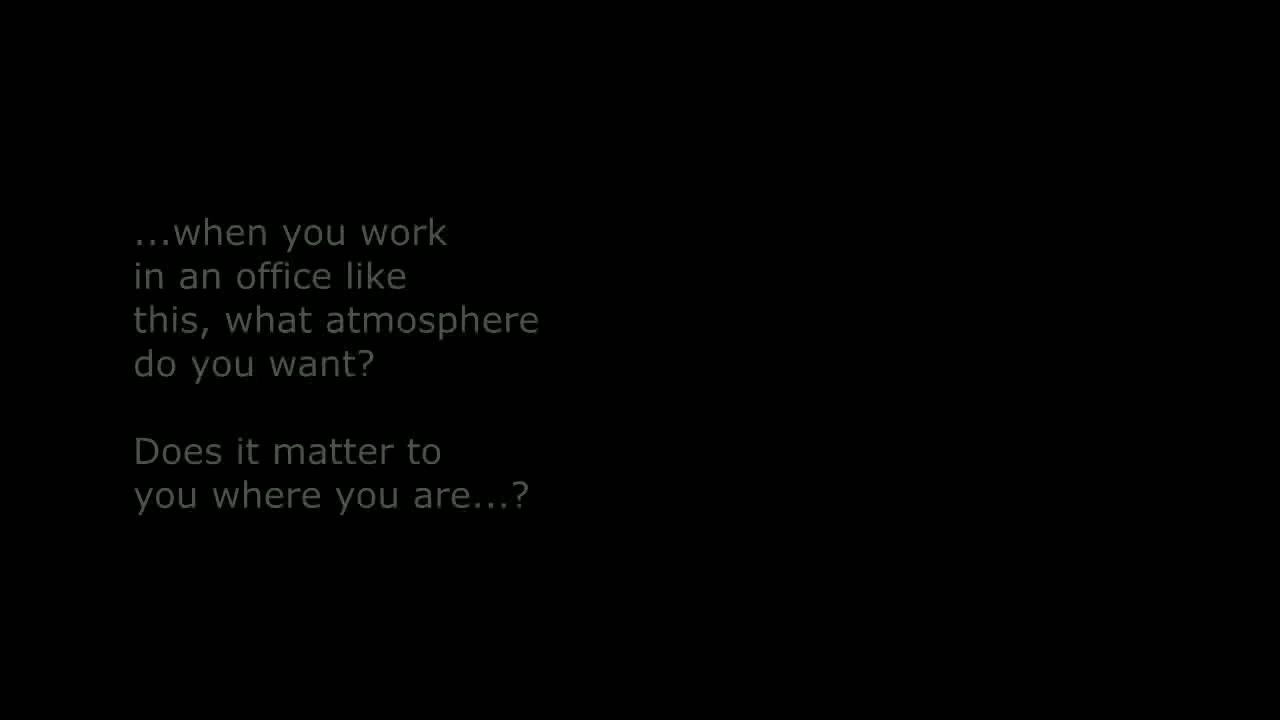 ...when you work
in an office like
this, what atmosphere
do you want?
Does it matter to
you where you are...?